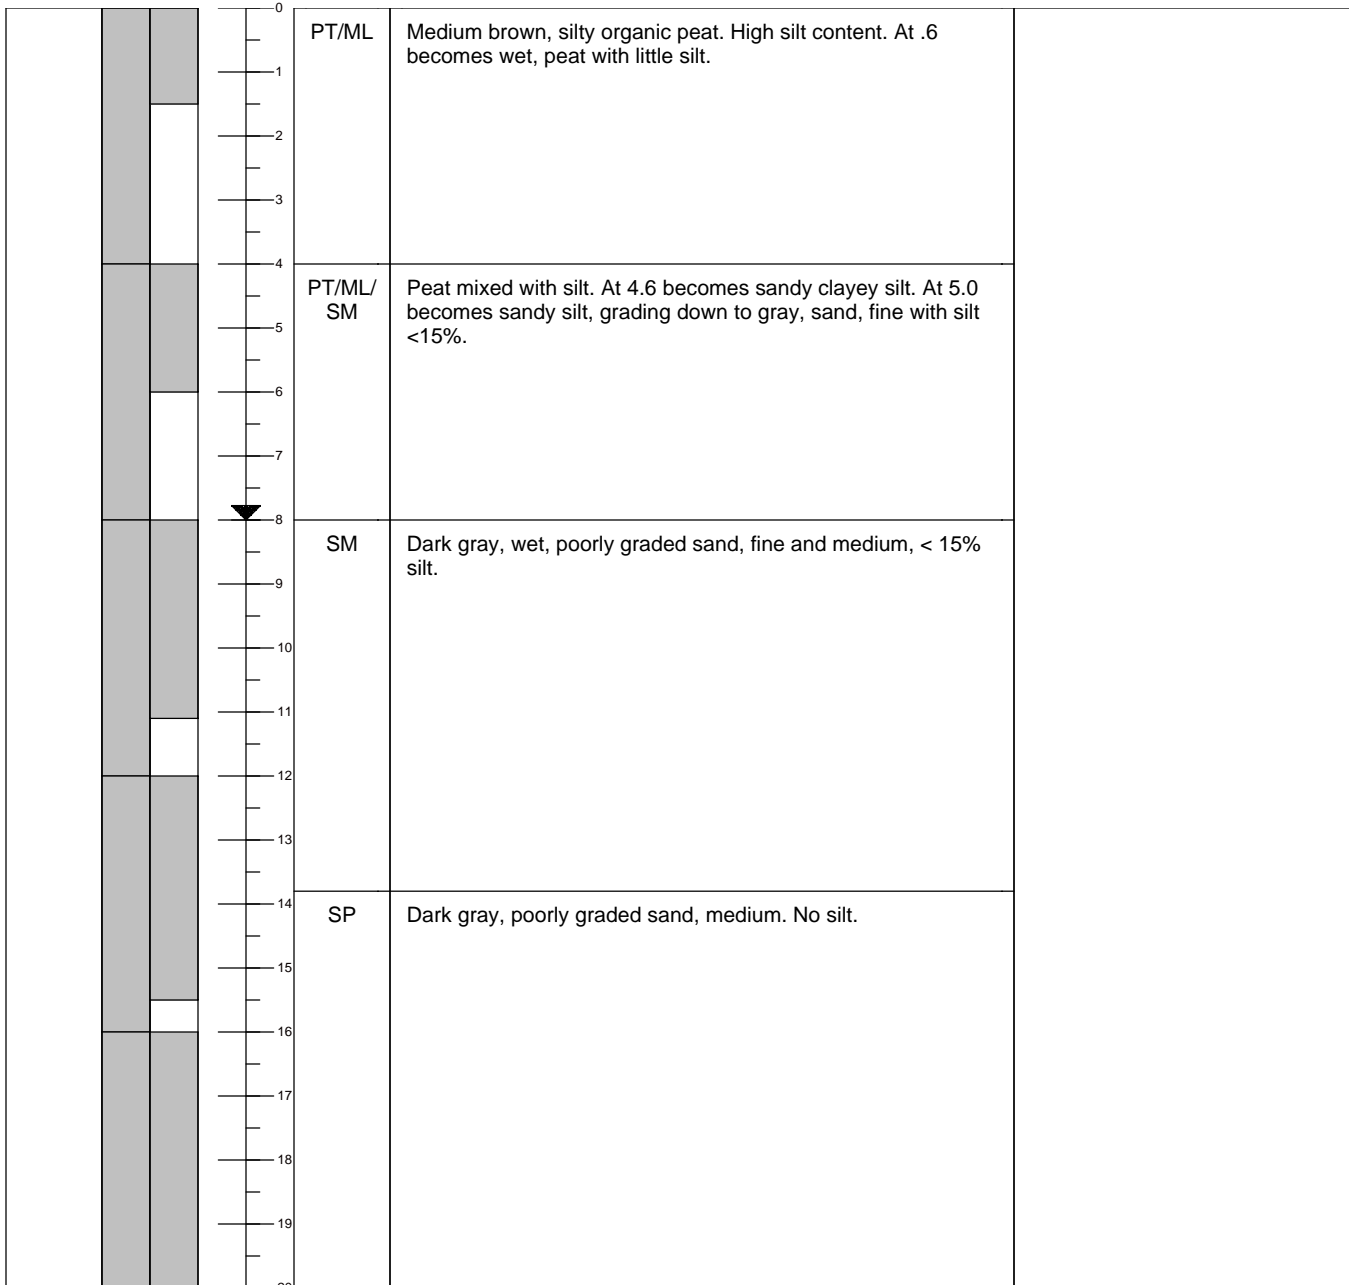 0
PT/ML
Medium brown, silty organic peat. High silt content. At .6
becomes wet, peat with little silt.
1
2
3
4
PT/ML/
SM
Peat mixed with silt. At 4.6 becomes sandy clayey silt. At 5.0
becomes sandy silt, grading down to gray, sand, fine with silt
<15%.
5
6
7
8
SM
Dark gray, wet, poorly graded sand, fine and medium, < 15%
silt.
9
10
11
12
13
14
SP
Dark gray, poorly graded sand, medium. No silt.
15
16
17
18
19
20